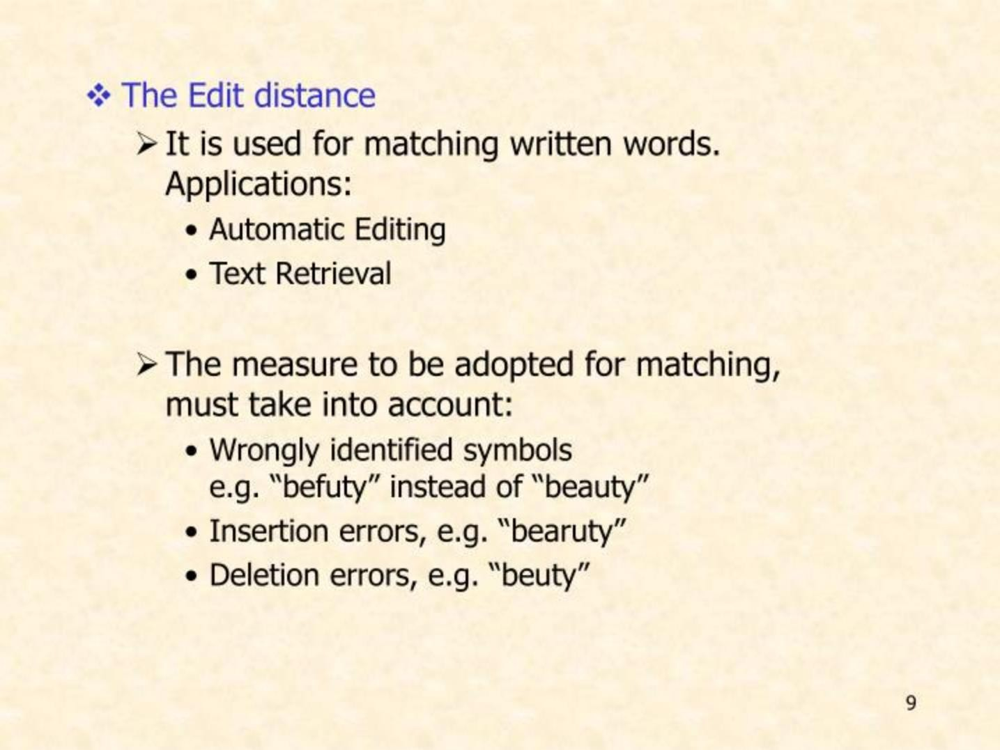 ❖ The Edit distance
➢ It is used for matching written words.
Applications:
• Automatic Editing
• Text Retrieval
➢ The measure to be adopted for matching,
must take into account:
• Wrongly identified symbols
e.g. “befuty” instead of “beauty”
• Insertion errors, e.g. “bearuty”
• Deletion errors, e.g. “beuty”
9